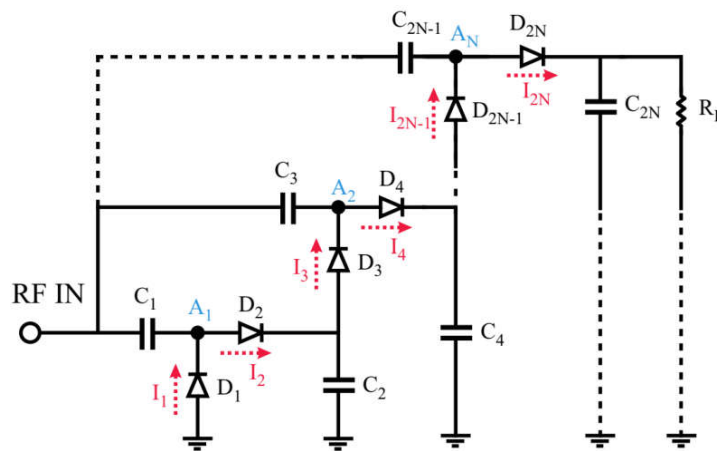 C2N-1
AN
D2N
I2N
I2N-1
D2N-1
C2N
C3
A2
D4
I4
I3
D3
RF IN
C1
A1
D2
I2
C4
I1
D1
C2